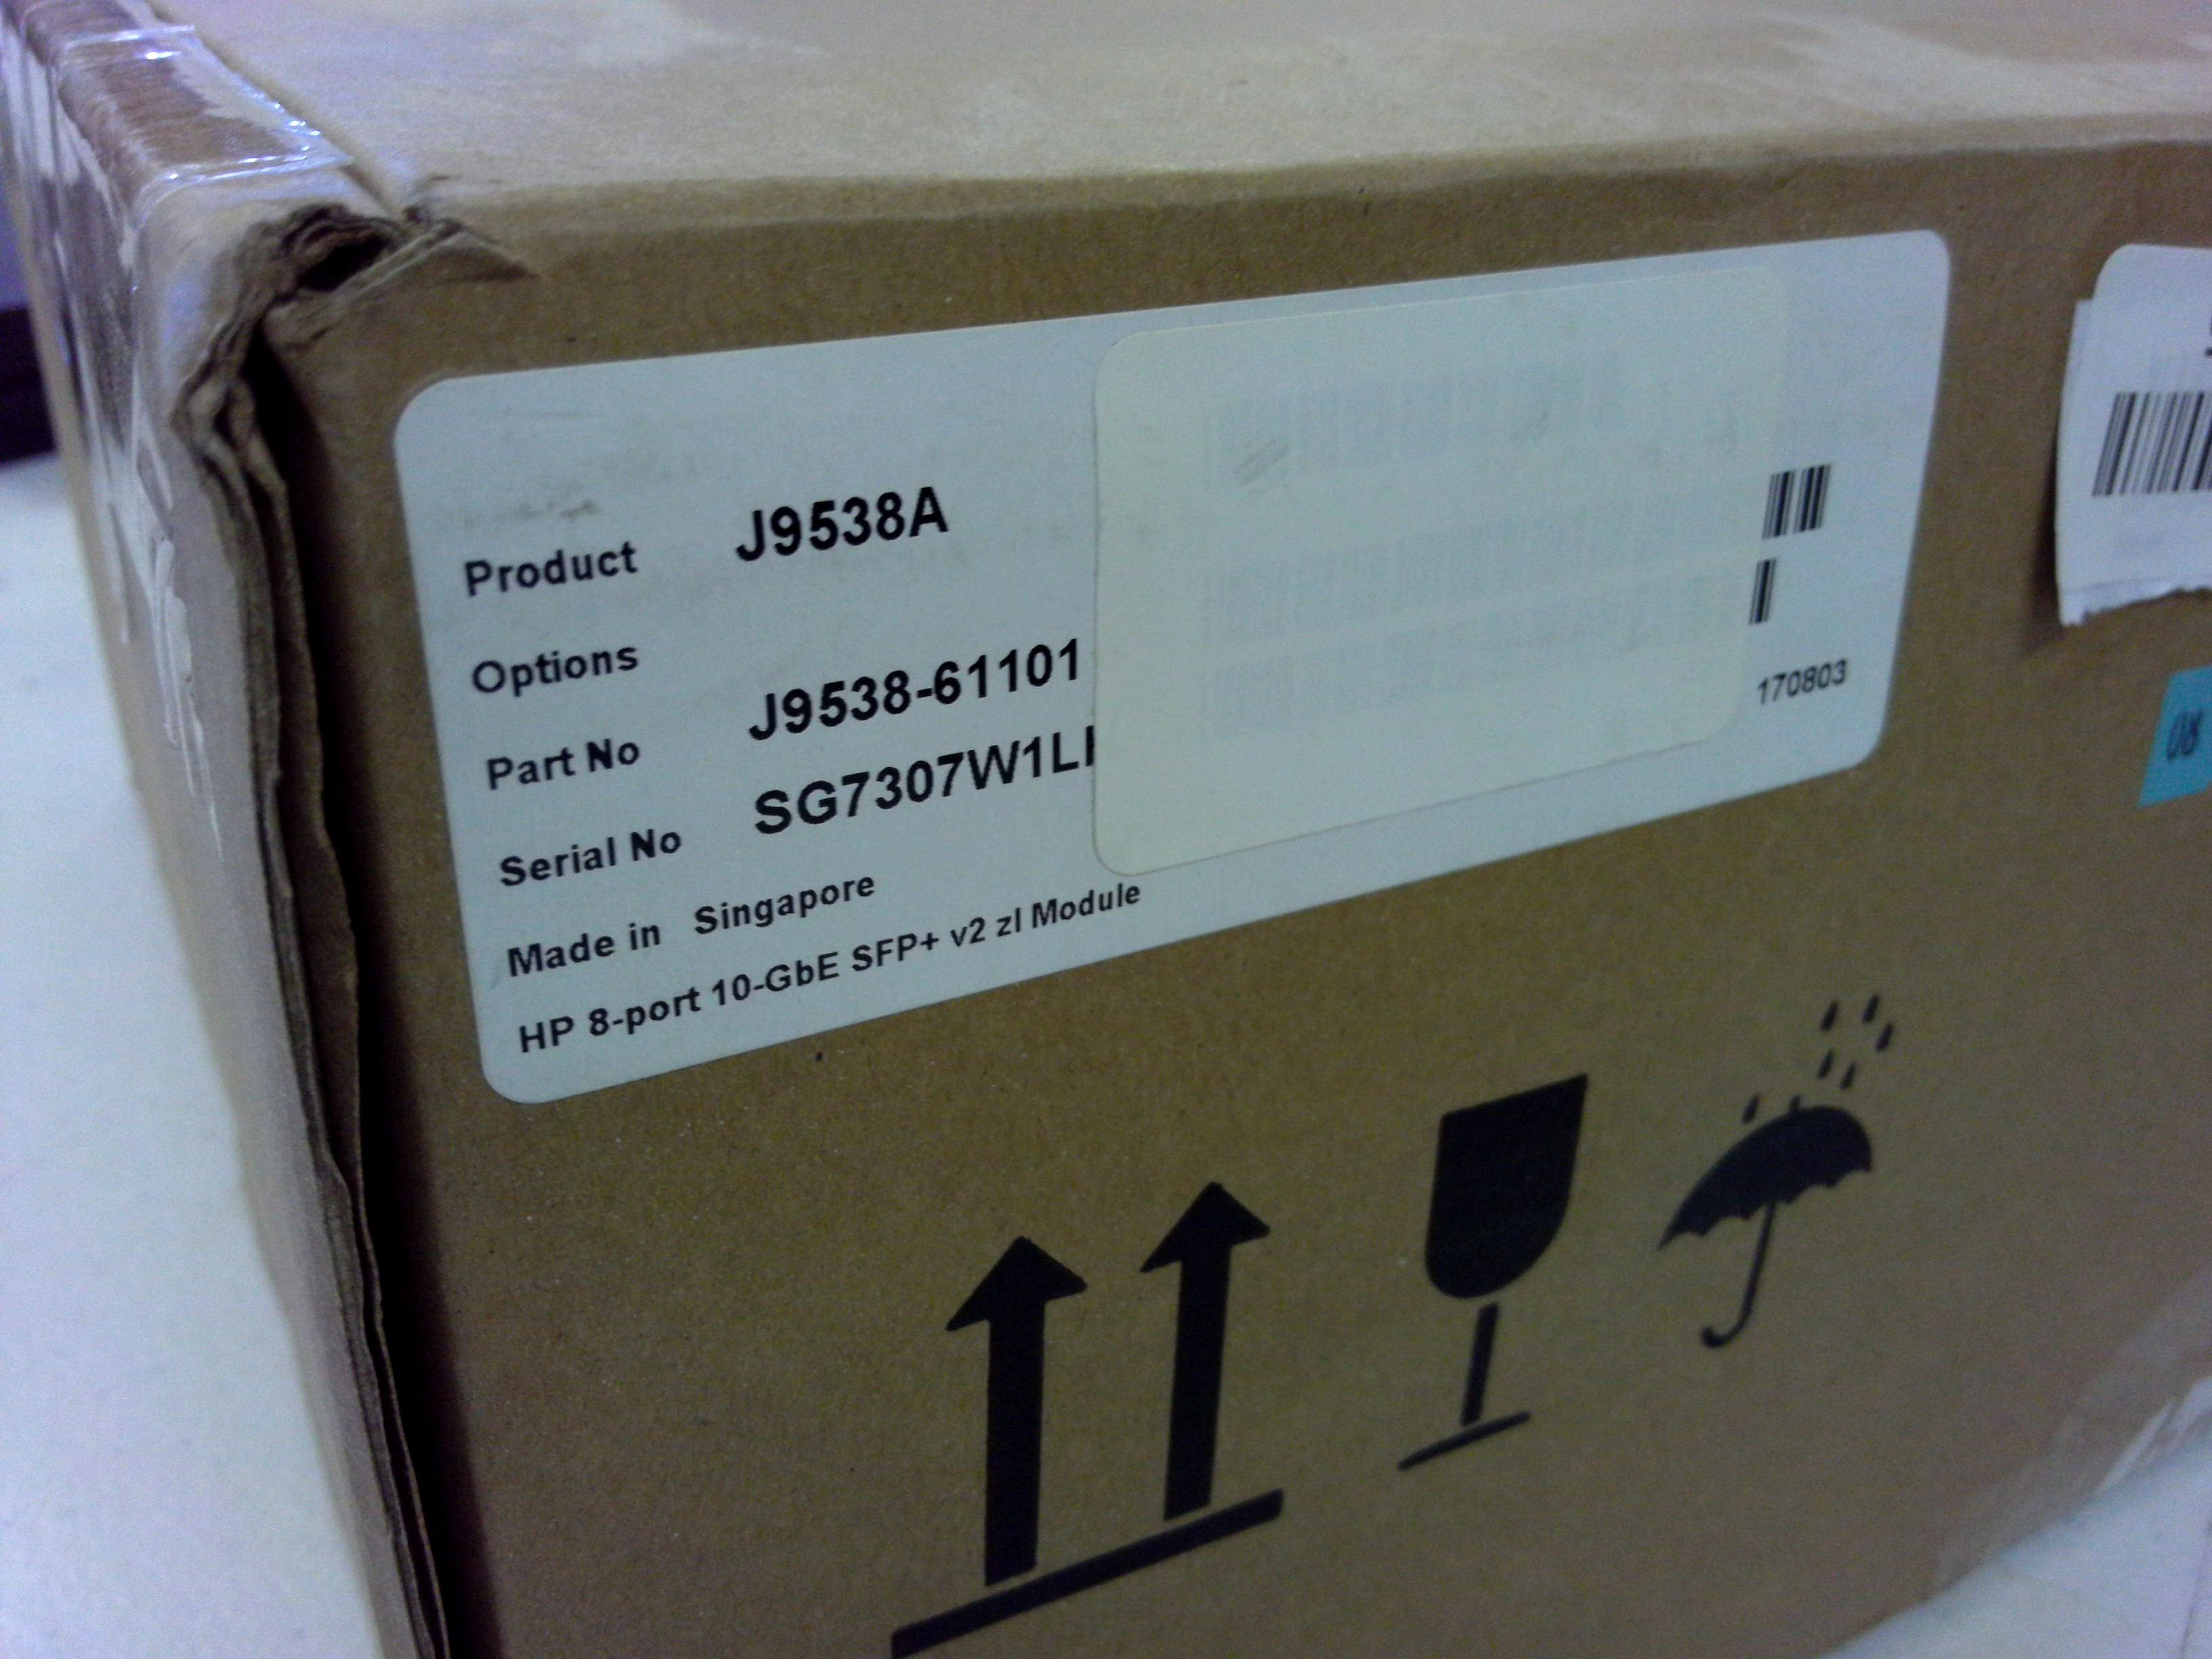 Product J9538A
Options
Part No J9538-61101
Serial No SG7307W1L
Made in Singapore
HP 8-port 10-GbE SFP+ v2 zl Module
170803
08